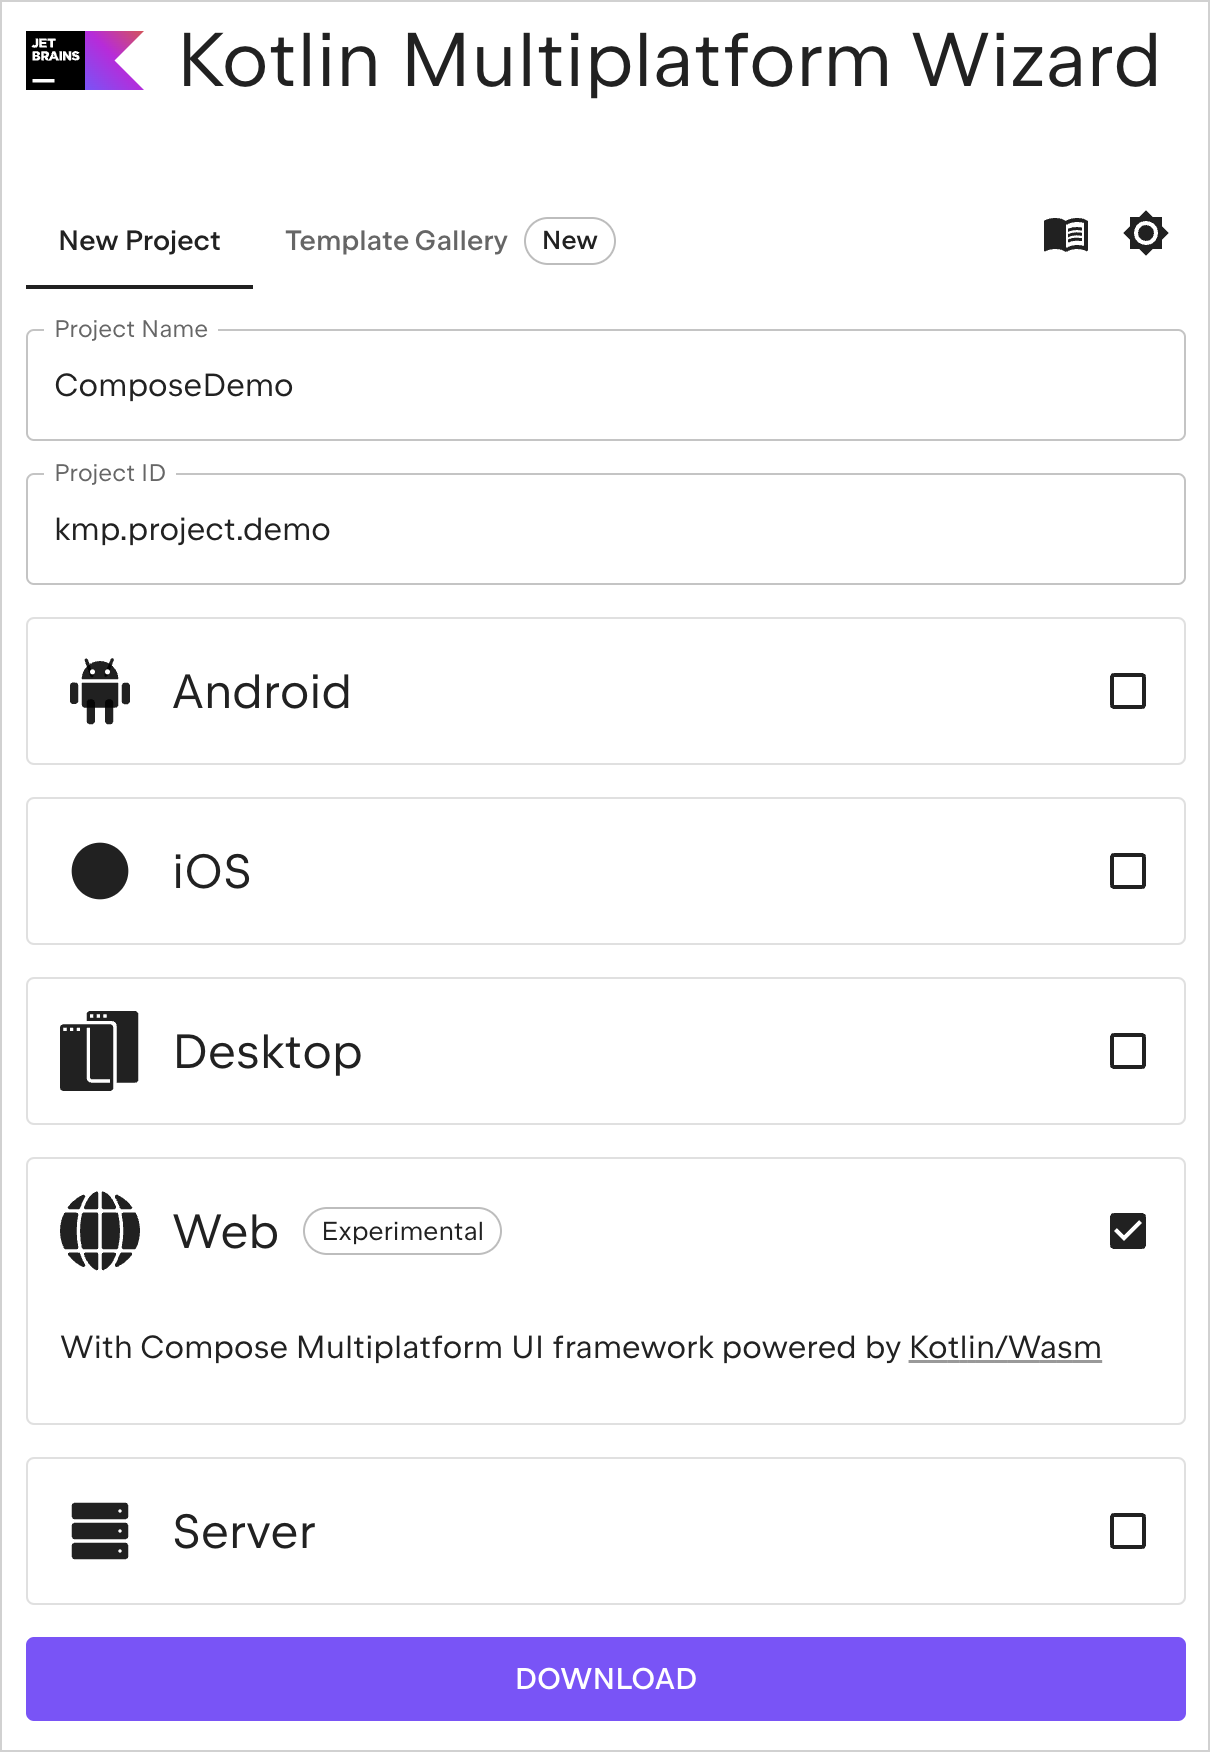 JET
BRAINS
Kotlin Multiplatform Wizard
New Project
Template Gallery
New
Project Name
ComposeDemo
Project ID
kmp.project.demo
Android
iOS
Desktop
Web
Experimental
With Compose Multiplatform UI framework powered by Kotlin/Wasm
Server
DOWNLOAD